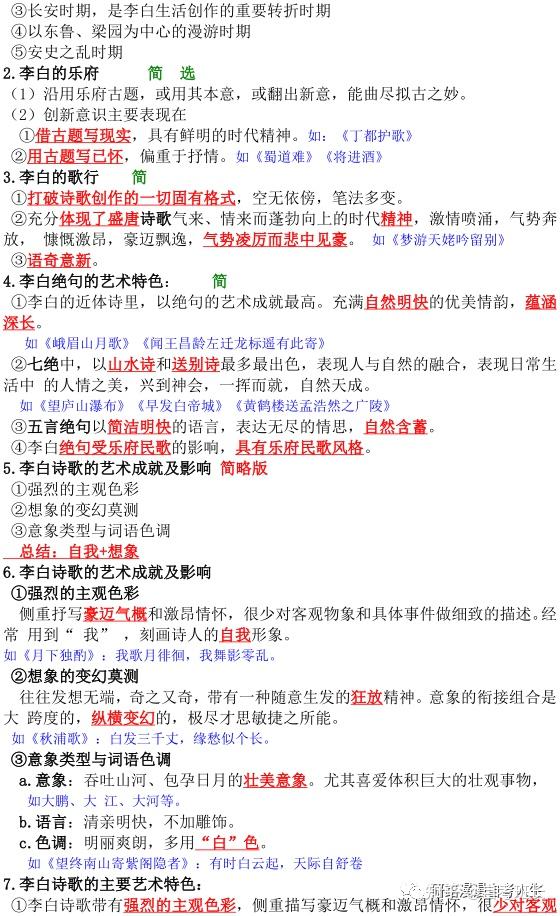 ③长安时期，是李白生活创作的重要转折时期
④以东鲁、梁园为中心的漫游时期
⑤安史之乱时期
2.李白的乐府 简 选
（1）沿用乐府古题，或用其本意，或翻出新意，能曲尽拟古之妙。
（2）创新意识主要表现在
①借古题写现实，具有鲜明的时代精神。如：《丁都护歌》
②用古题写已怀，偏重于抒情。如《蜀道难》《将进酒》
3.李白的歌行 简
①打破诗歌创作的一切固有格式，空无依傍，笔法多变。
②充分体现了盛唐诗歌气来、情来而蓬勃向上的时代精神，激情喷涌，气势奔
放， 慷慨激昂，豪迈飘逸，气势凌厉而悲中见豪。 如《梦游天姥吟留别》
③语奇意新。
4.李白绝句的艺术特色： 简
①李白的近体诗里，以绝句的艺术成就最高。充满自然明快的优美情韵，蕴涵
深长。
如《峨眉山月歌》《闻王昌龄左迁龙标遥有此寄》
②七绝中，以山水诗和送别诗最多最出色，表现人与自然的融合，表现日常生
活中 的人情之美，兴到神会，一挥而就，自然天成。
如《望庐山瀑布》《早发白帝城》《黄鹤楼送孟浩然之广陵》
③五言绝句以简洁明快的语言，表达无尽的情思，自然含蓄。
④李白绝句受乐府民歌的影响，具有乐府民歌风格。
5.李白诗歌的艺术成就及影响 简略版
①强烈的主观色彩
②想象的变幻莫测
③意象类型与词语色调
总结：自我+想象
6.李白诗歌的艺术成就及影响
①强烈的主观色彩
侧重抒写豪迈气概和激昂情怀，很少对客观物象和具体事件做细致的描述。经
常 用到“ 我” ，刻画诗人的自我形象。
如《月下独酌》：我歌月徘徊，我舞影零乱。
②想象的变幻莫测
往往发想无端，奇之又奇，带有一种随意生发的狂放精神。意象的衔接组合是
大 跨度的，纵横变幻的，极尽才思敏捷之所能。
如《秋浦歌》：白发三千丈，缘愁似个长。
③意象类型与词语色调
a.意象：吞吐山河、包孕日月的壮美意象。尤其喜爱体积巨大的壮观事物，
如大鹏、大 江、大河等。
b.语言：清亲明快，不加雕饰。
c.色调：明丽爽朗，多用“白”色。
如《望终南山寄紫阁隐者》：有时白云起，天际自舒卷
7.李白诗歌的主要艺术特色：
①李白诗歌带有强烈的主观色彩，侧重描写豪迈气概和激昂情怀，很少对客观